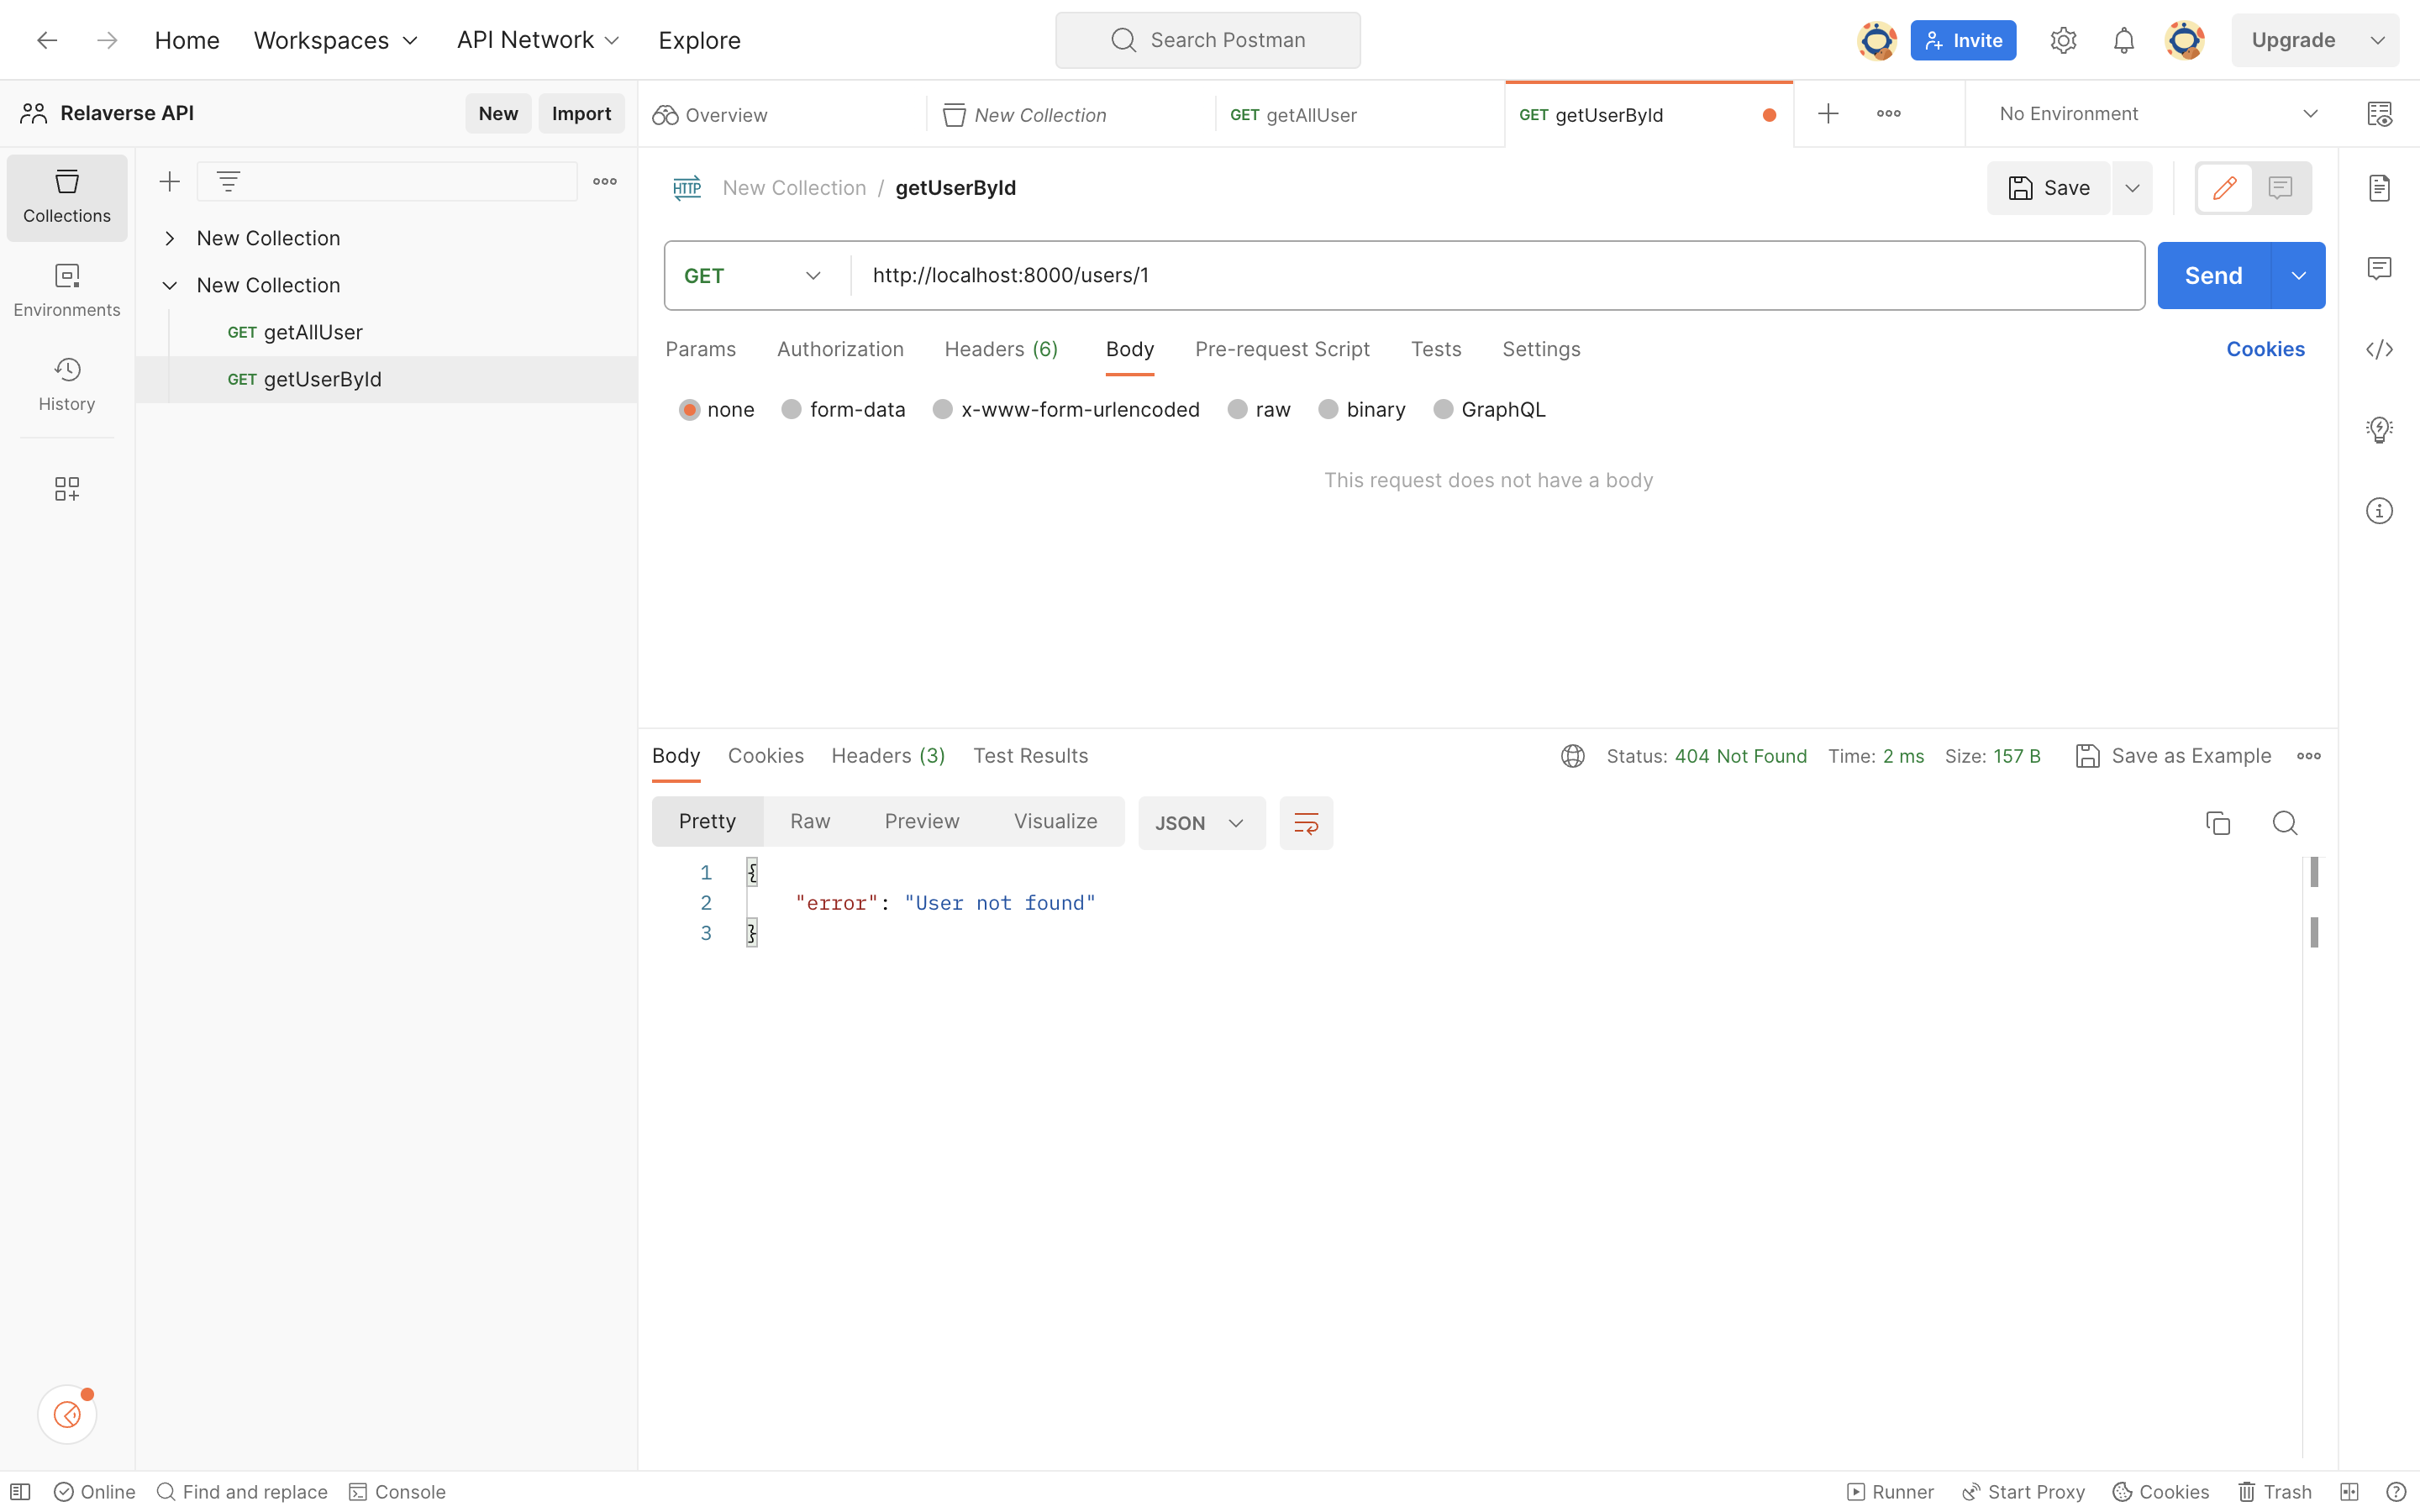 Home Workspaces API Network Explore Search Postman Invite Upgrade
Relaverse API New Import Overview New Collection GET getAllUser GET getUserById No Environment
Collections
Environments
History
New Collection
New Collection
GET getAllUser
GET getUserById
HTTP New Collection / getUserById Save
GET http://localhost:8000/users/1 Send
Params Authorization Headers (6) Body Pre-request Script Tests Settings Cookies
none form-data x-www-form-urlencoded raw binary GraphQL
This request does not have a body
Body Cookies Headers (3) Test Results Status: 404 Not Found Time: 2 ms Size: 157 B Save as Example
Pretty Raw Preview Visualize JSON
1 {
2 "error": "User not found"
3 }
Online Find and replace Console Runner Start Proxy Cookies Trash